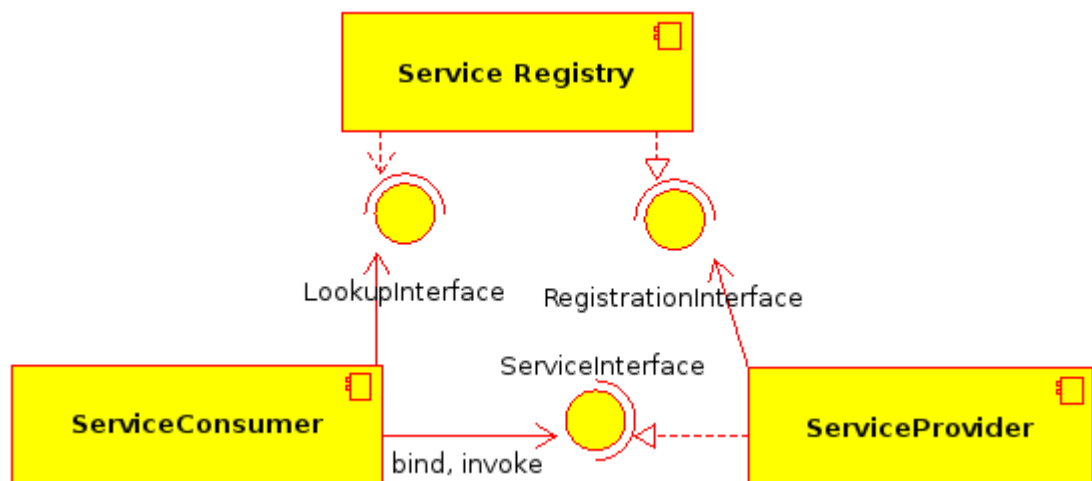 Service Registry
LookupInterface
RegistrationInterface
ServiceInterface
ServiceConsumer
ServiceProvider
bind, invoke